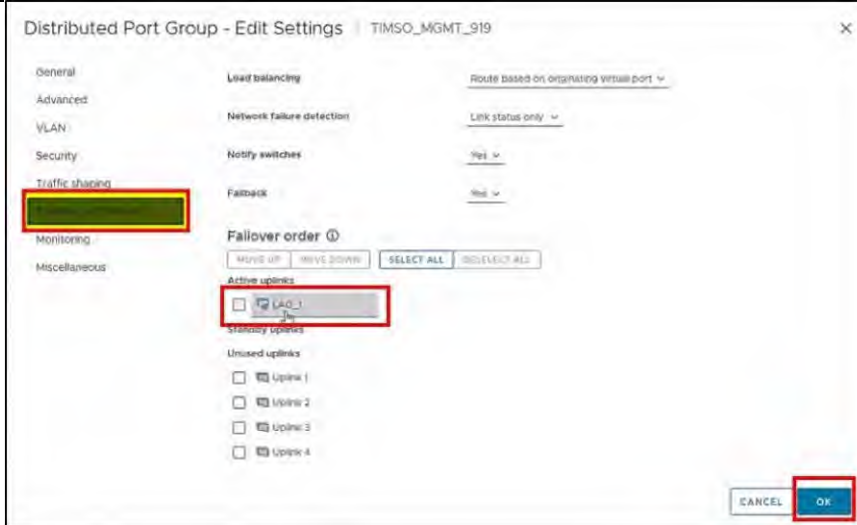 Distributed Port Group - Edit Settings | TIMSO_MGMT_919
General
Advanced
VLAN
Security
Traffic shaping
Monitoring
Miscellaneous
Load balancing Route based on originating virtual port
Network failure detection Link status only
Notify switches Yes
Failback Yes
Failover order
MOVE UP MOVE DOWN SELECT ALL DESELECT ALL
Active uplinks
LAG_1
Standby uplinks
Unused uplinks
Uplink 1
Uplink 2
Uplink 3
Uplink 4
CANCEL OK